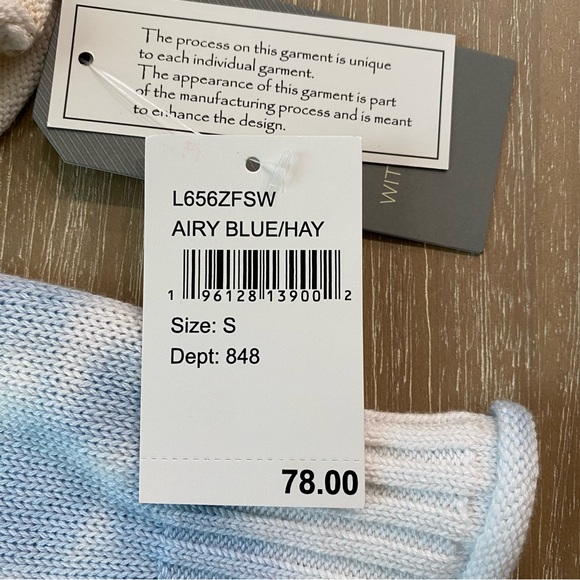 The process on this garment is unique
to each individual garment.
The appearance of this garment is part
of the manufacturing process and is meant
to enhance the design.
WIT
L656ZFSW
AIRY BLUE/HAY
1 96128 13900 2
Size: S
Dept: 848
78.00